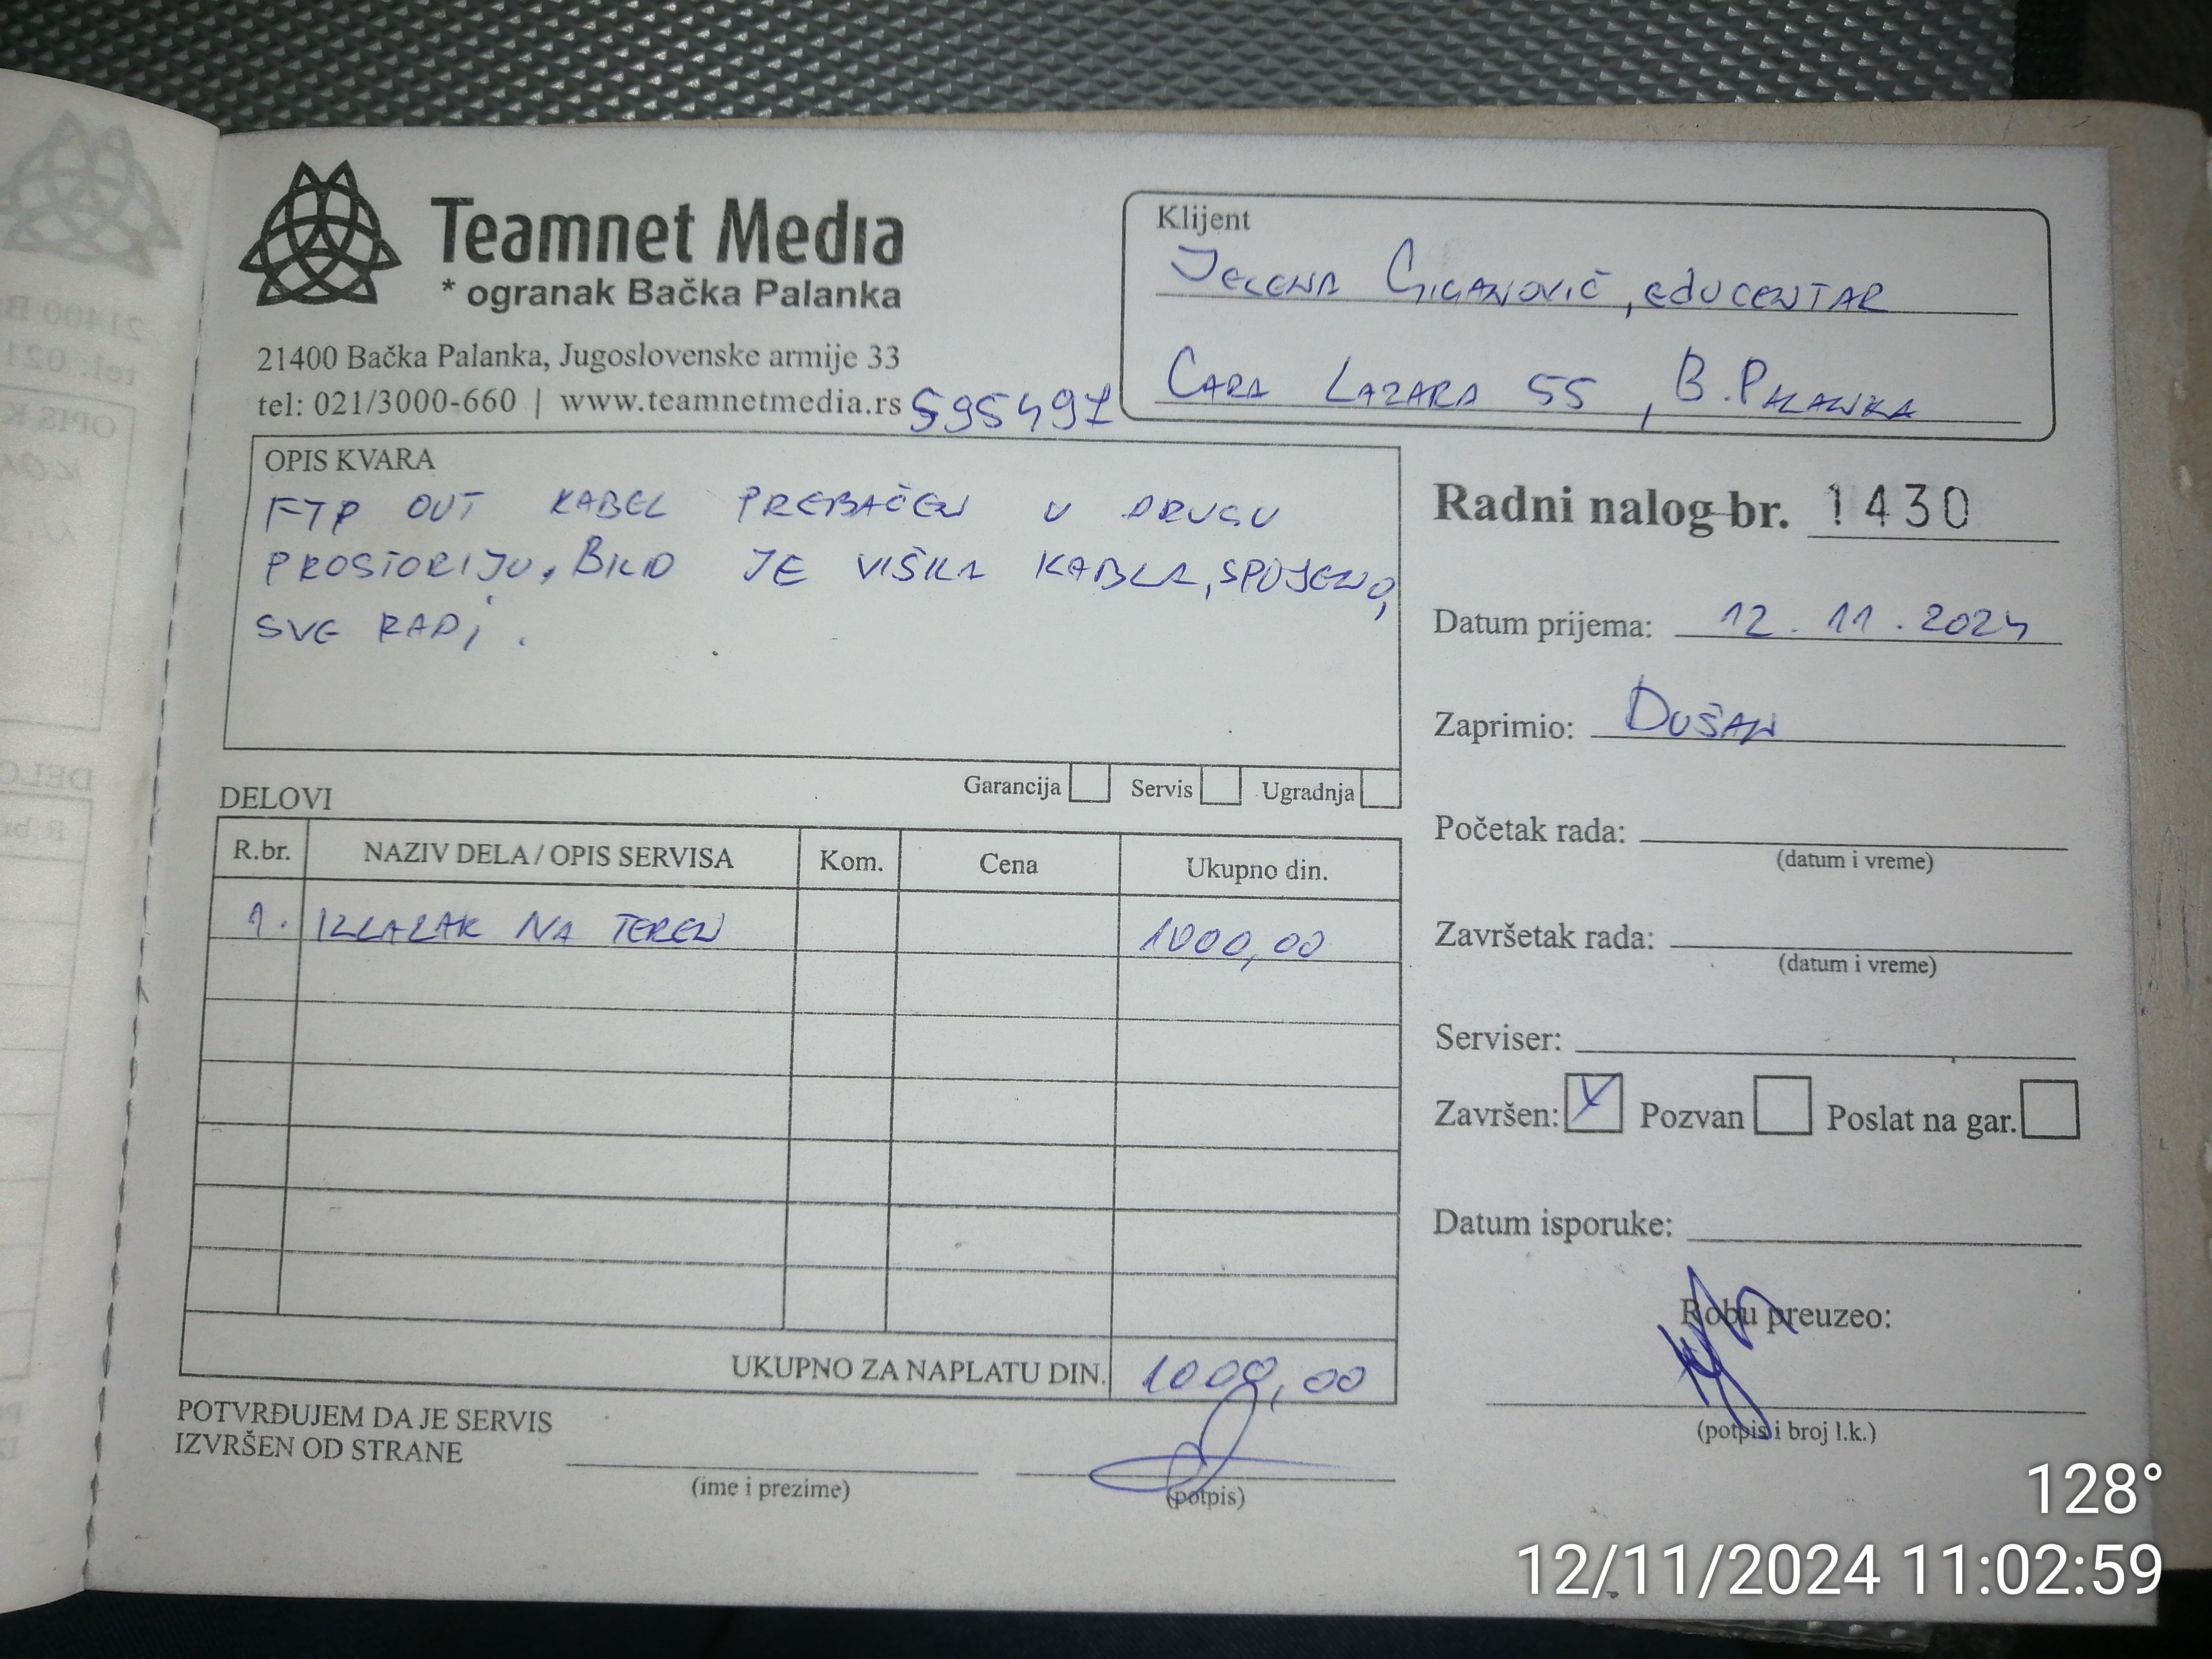 Teamnet Media
* ogranak Bačka Palanka
21400 Bačka Palanka, Jugoslovenske armije 33
tel: 021/3000-660 | www.teamnetmedia.rs
595497
Klijent
JELENA CIGANOVIĆ, EDUCENTAR
CARA LAZARA 55, B. PALANKA
OPIS KVARA
FTP OUT KABEL PREBAČEN U DRUGU
PROSTORIJU, BILO JE VIŠKA KABLA, SPOJENO,
SVE RADi.
Garancija Servis Ugradnja
Radni nalog br. 1430
Datum prijema: 12. 11. 2024
Zaprimio: DUŠAN
Početak rada:
(datum i vreme)
Završetak rada:
(datum i vreme)
Serviser:
Završen: Pozvan Poslat na gar.
Datum isporuke:
Robu preuzeo:
(potpis i broj l.k.)
DELOVI
R.br. NAZIV DELA / OPIS SERVISA Kom. Cena Ukupno din.
1. IZLAZAK NA TEREN 1000,00
UKUPNO ZA NAPLATU DIN. 1000,00
POTVRĐUJEM DA JE SERVIS
IZVRŠEN OD STRANE
(ime i prezime) (potpis)
128°
12/11/2024 11:02:59